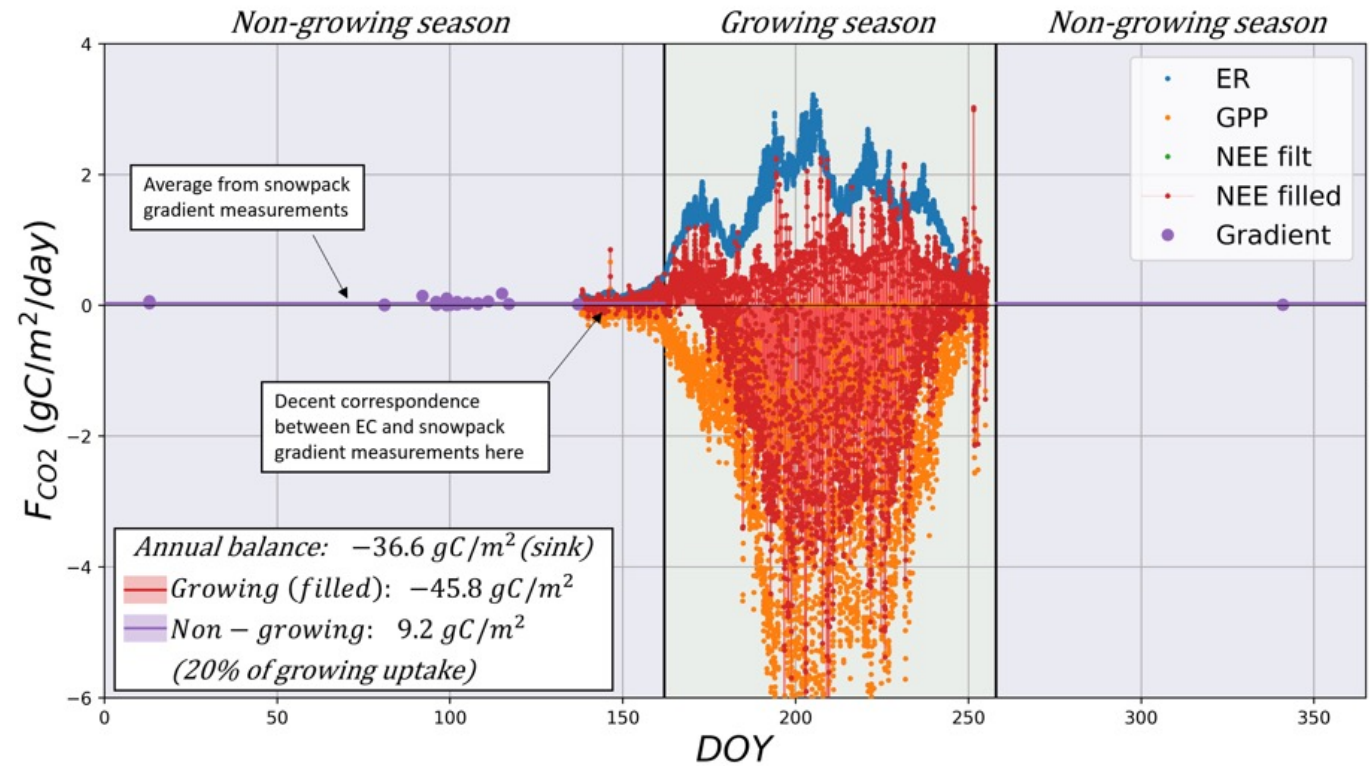 Non-growing season Growing season Non-growing season
4
2
0
−2
−4
−6
F_CO2 (gC/m²/day)
ER
GPP
NEE filt
NEE filled
Gradient
Average from snowpack
gradient measurements
Decent correspondence
between EC and snowpack
gradient measurements here
Annual balance: −36.6 gC/m² (sink)
Growing (filled): −45.8 gC/m²
Non − growing: 9.2 gC/m²
(20% of growing uptake)
0 50 100 150 200 250 300 350
DOY